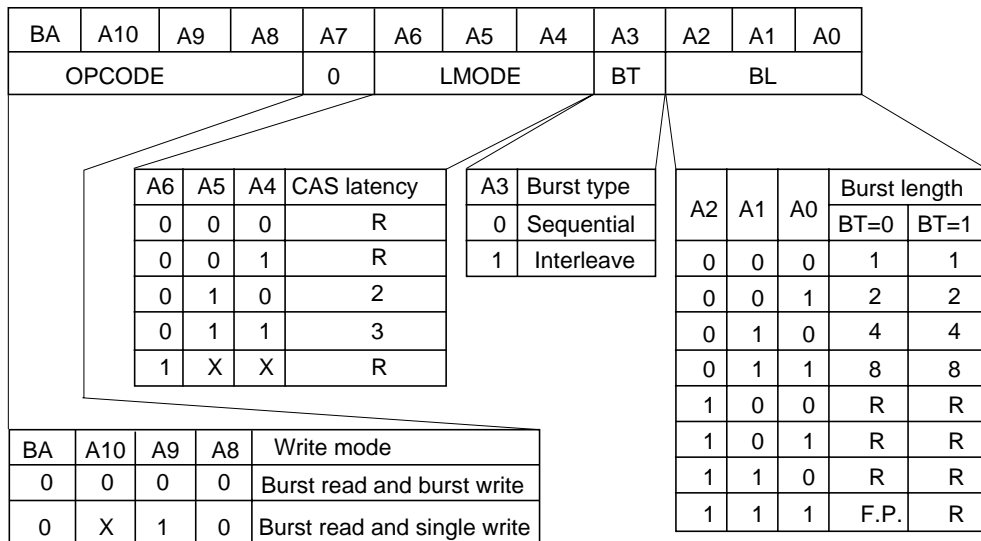 BA A10 A9 A8 A7 A6 A5 A4 A3 A2 A1 A0
OPCODE 0 LMODE BT BL
A6 A5 A4 CAS latency
0 0 0 R
0 0 1 R
0 1 0 2
0 1 1 3
1 X X R
A3 Burst type
0 Sequential
1 Interleave
A2 A1 A0 Burst length
BT=0 BT=1
0 0 0 1 1
0 0 1 2 2
0 1 0 4 4
0 1 1 8 8
1 0 0 R R
1 0 1 R R
1 1 0 R R
1 1 1 F.P. R
BA A10 A9 A8 Write mode
0 0 0 0 Burst read and burst write
0 X 1 0 Burst read and single write